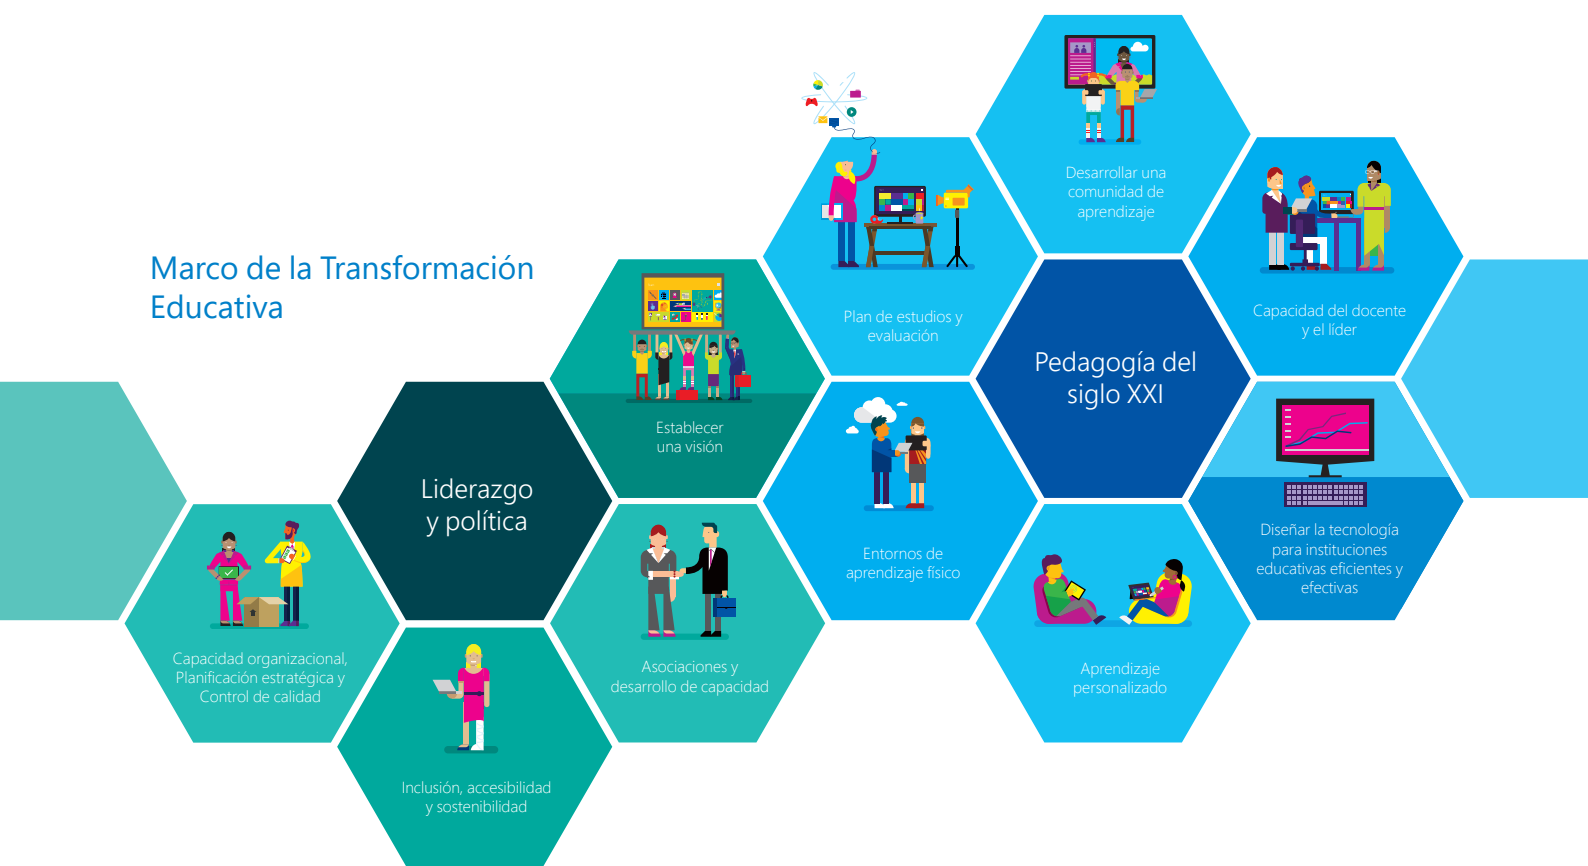 Marco de la Transformación
Educativa
Capacidad organizacional,
Planificación estratégica y
Control de calidad
Liderazgo
y política
Inclusión, accesibilidad
y sostenibilidad
Establecer
una visión
Asociaciones y
desarrollo de capacidad
Plan de estudios y
evaluación
Entornos de
aprendizaje físico
Desarrollar una
comunidad de
aprendizaje
Pedagogía del
siglo XXI
Aprendizaje
personalizado
Capacidad del docente
y el líder
Diseñar la tecnología
para instituciones
educativas eficientes y
efectivas